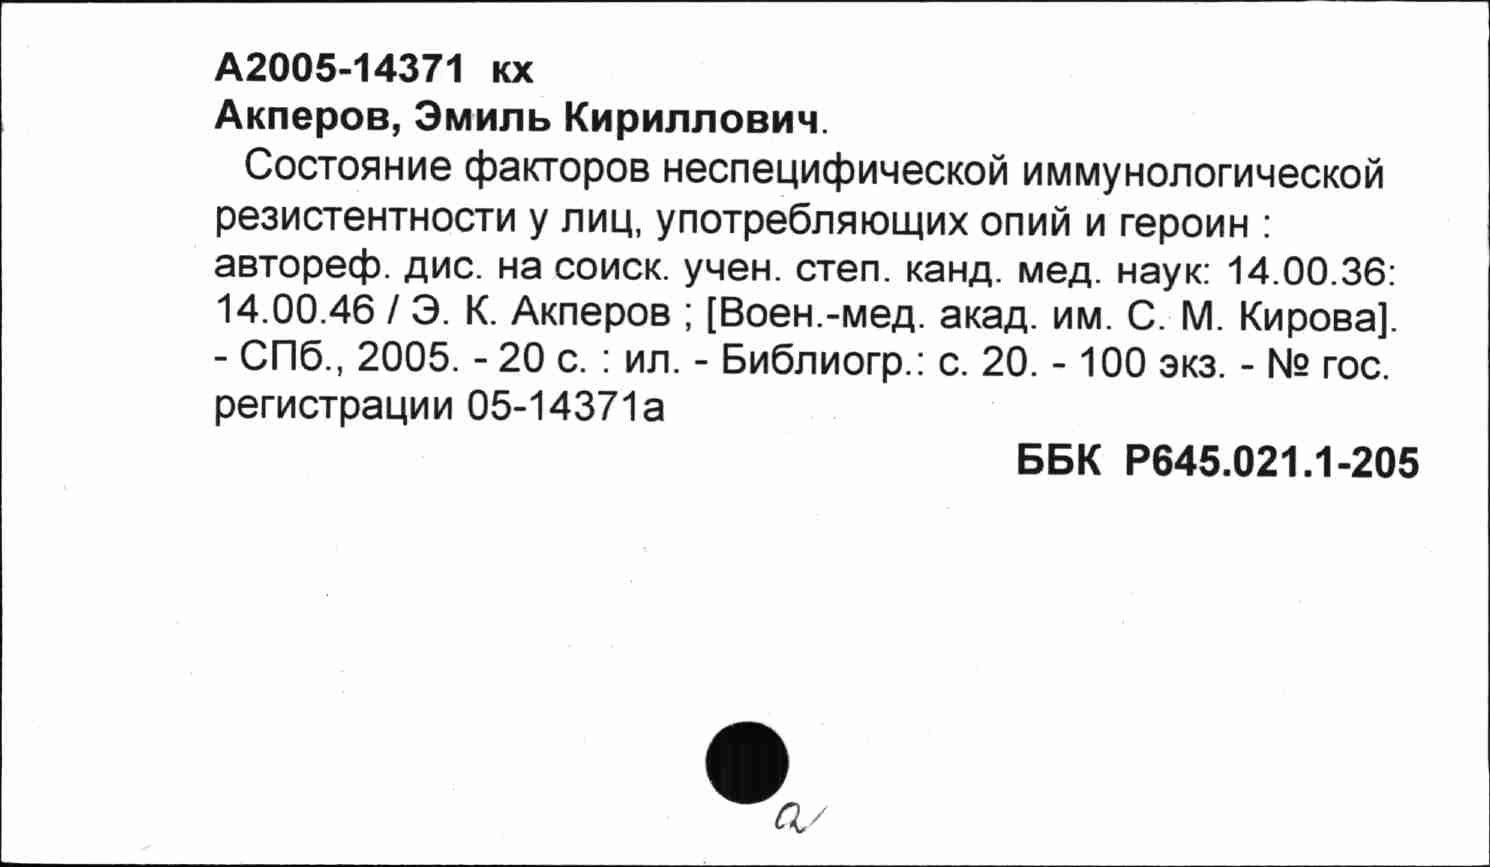 А2005-14371 кх
Акперов, Эмиль Кириллович.
Состояние факторов неспецифической иммунологической
резистентности у лиц, употребляющих опий и героин :
автореф. дис. на соиск. учен. степ. канд. мед. наук: 14.00.36:
14.00.46 / Э. К. Акперов ; [Воен.-мед. акад. им. С. М. Кирова].
- СПб., 2005. - 20 с. : ил. - Библиогр.: с. 20. - 100 экз. - № гос.
регистрации 05-14371а
ББК Р645.021.1-205